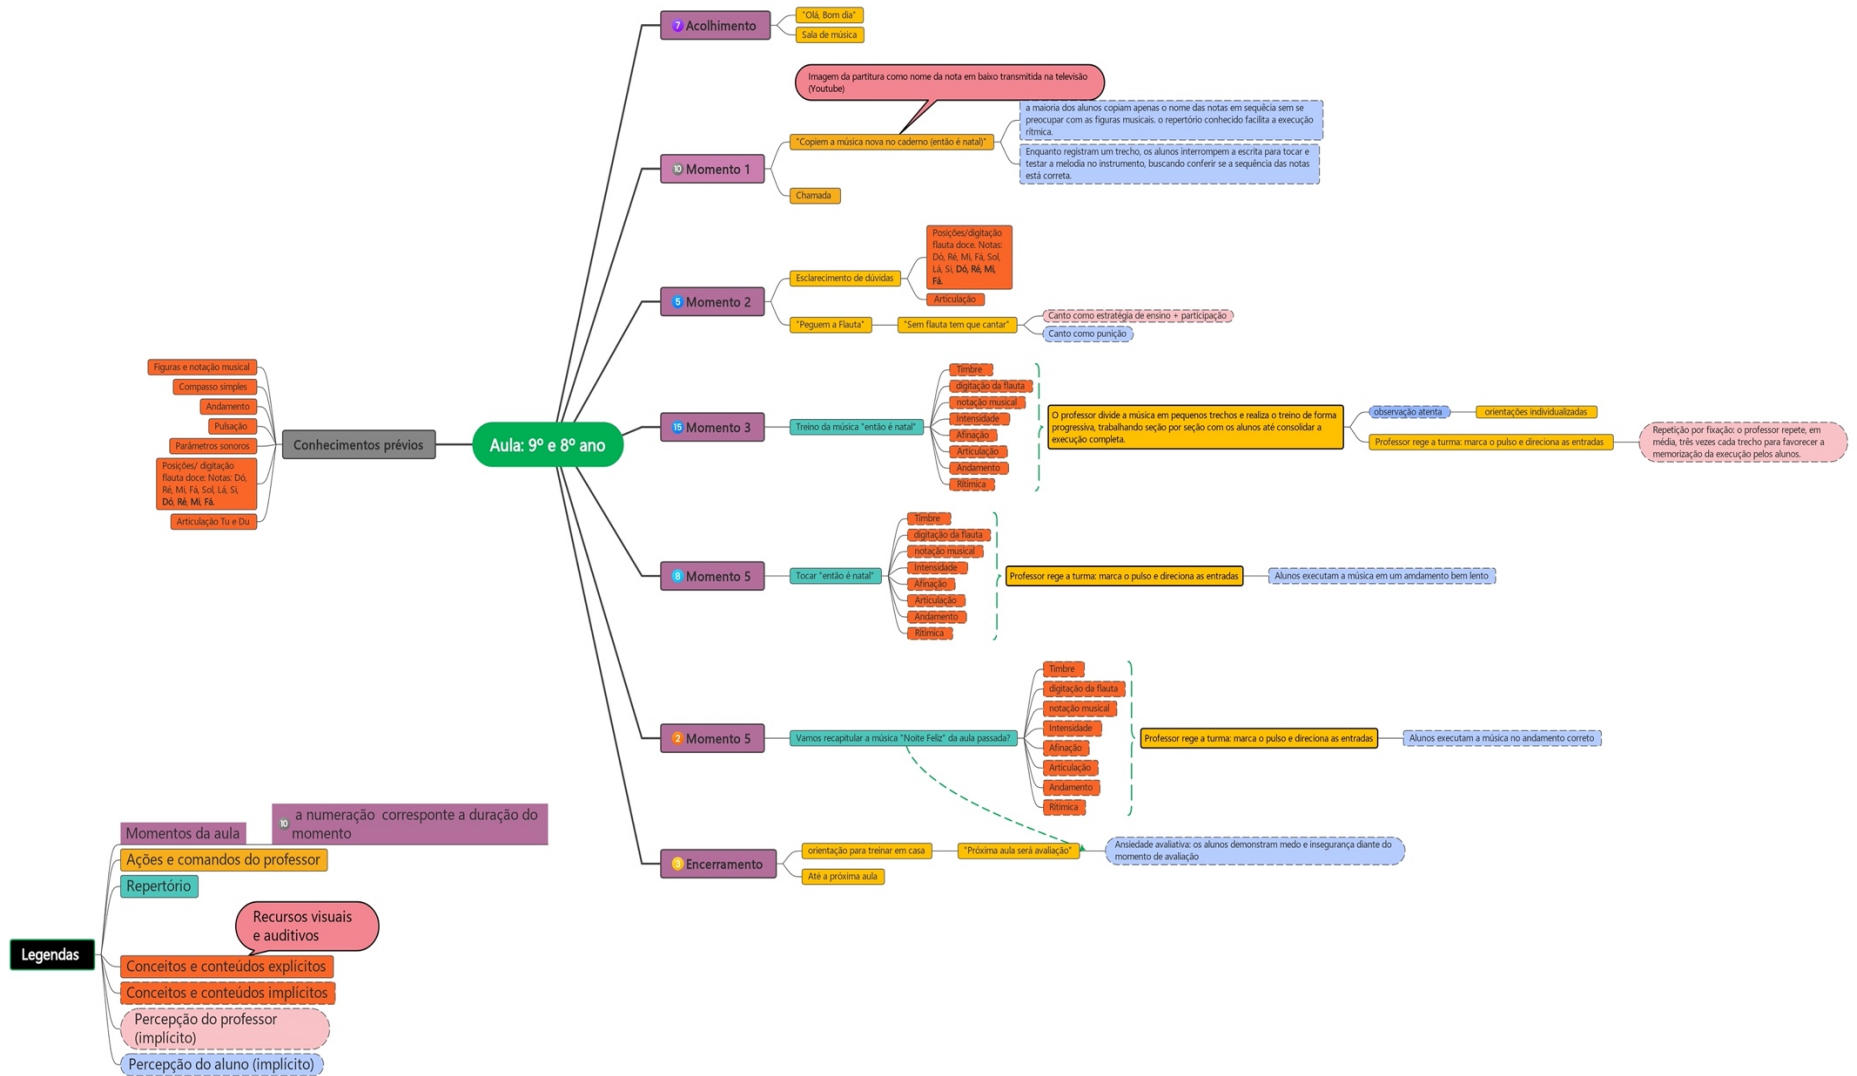 7 Acolhimento
"Olá, Bom dia"
Sala de música
Imagem da partitura como nome da nota em baixo transmitida na televisão
(Youtube)
10 Momento 1
"Copiem a música nova no caderno (então é natal)"
a maioria dos alunos copiam apenas o nome das notas em sequêcia sem se
preocupar com as figuras musicais. o repertório conhecido facilita a execução
rítmica.
Enquanto registram um trecho, os alunos interrompem a escrita para tocar e
testar a melodia no instrumento, buscando conferir se a sequência das notas
está correta.
Chamada
5 Momento 2
Esclarecimento de dúvidas
Posições/digitação
flauta doce. Notas:
Dó, Ré, Mi, Fá, Sol,
Lá, Si, Dó, Ré, Mi,
Fá.
Articulação
"Peguem a Flauta"
"Sem flauta tem que cantar"
Canto como estratégia de ensino + participação
Canto como punição
15 Momento 3
Treino da música "então é natal"
Timbre
digitação da flauta
notação musical
Intensidade
Afinação
Articulação
Andamento
Rítimica
O professor divide a música em pequenos trechos e realiza o treino de forma
progressiva, trabalhando seção por seção com os alunos até consolidar a
execução completa.
observação atenta
orientações individualizadas
Professor rege a turma: marca o pulso e direciona as entradas
Repetição por fixação: o professor repete, em
média, três vezes cada trecho para favorecer a
memorização da execução pelos alunos.
Aula: 9º e 8º ano
Conhecimentos prévios
Figuras e notação musical
Compasso simples
Andamento
Pulsação
Parâmetros sonoros
Posições/ digitação
flauta doce: Notas: Dó,
Ré, Mi, Fá, Sol, Lá, Si,
Dó, Ré, Mi, Fá.
Articulação Tu e Du
8 Momento 5
Tocar "então é natal"
Timbre
digitação da flauta
notação musical
Intensidade
Afinação
Articulação
Andamento
Rítimica
Professor rege a turma: marca o pulso e direciona as entradas
Alunos executam a música em um amdamento bem lento
2 Momento 5
Vamos recapitular a música "Noite Feliz" da aula passada?
Timbre
digitação da flauta
notação musical
Intensidade
Afinação
Articulação
Andamento
Rítimica
Professor rege a turma: marca o pulso e direciona as entradas
Alunos executam a música no andamento correto
3 Encerramento
orientação para treinar em casa
"Próxima aula será avaliação"
Ansiedade avaliativa: os alunos demonstram medo e insegurança diante do
momento de avaliação
Até a próxima aula
Legendas
Momentos da aula
10 a numeração corresponte a duração do
momento
Ações e comandos do professor
Repertório
Recursos visuais
e auditivos
Conceitos e conteúdos explícitos
Conceitos e conteúdos implícitos
Percepção do professor
(implícito)
Percepção do aluno (implícito)